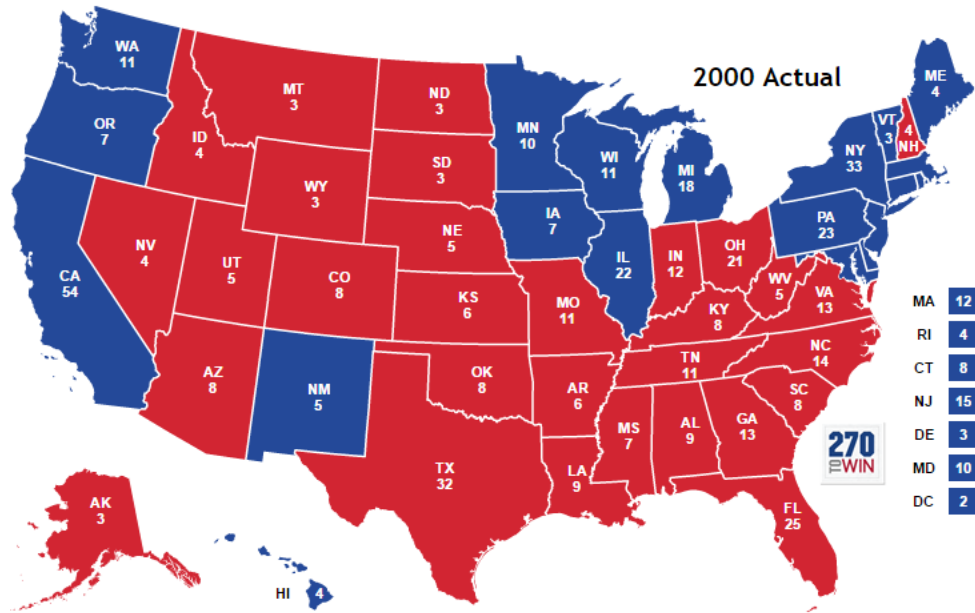 2000 Actual
WA
11
OR
7
CA
54
NV
4
ID
4
MT
3
WY
3
UT
5
AZ
8
CO
8
NM
5
ND
3
SD
3
NE
5
KS
6
OK
8
TX
32
MN
10
IA
7
MO
11
AR
6
LA
9
WI
11
IL
22
MI
18
IN
12
OH
21
KY
8
TN
11
MS
7
AL
9
GA
13
FL
25
SC
8
NC
14
VA
13
WV
5
PA
23
NY
33
VT
3
4
NH
ME
4
MA 12
RI 4
CT 8
NJ 15
DE 3
MD 10
DC 2
270
TO WIN
AK
3
HI 4